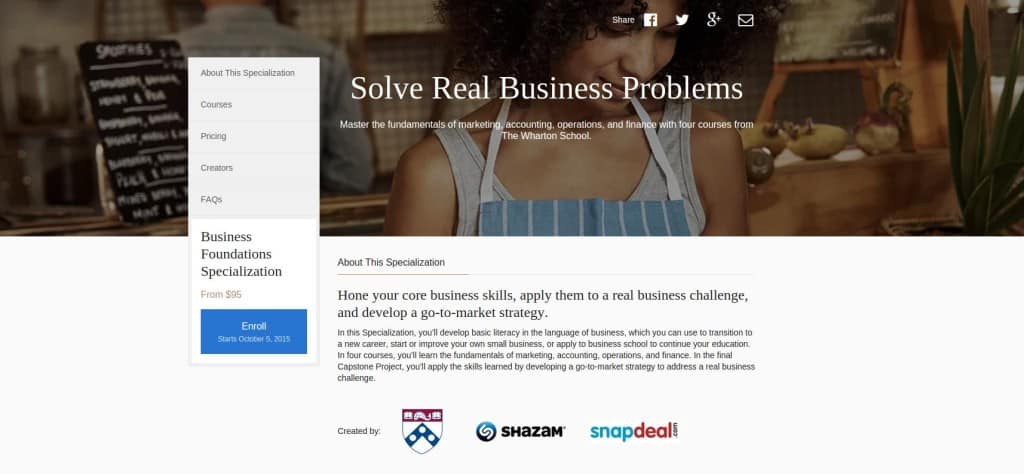 Share
SMOOTHIES
About This Specialization
Courses
Pricing
Creators
FAQs
Solve Real Business Problems
Master the fundamentals of marketing, accounting, operations, and finance with four courses from
The Wharton School.
Business
Foundations
Specialization
From $95
Enroll
Starts October 5, 2015
About This Specialization
Hone your core business skills, apply them to a real business challenge,
and develop a go-to-market strategy.
In this Specialization, you'll develop basic literacy in the language of business, which you can use to transition to
a new career, start or improve your own small business, or apply to business school to continue your education.
In four courses, you'll learn the fundamentals of marketing, accounting, operations, and finance. In the final
Capstone Project, you'll apply the skills learned by developing a go-to-market strategy to address a real business
challenge.
Created by:
SHAZAM
snapdeal.com